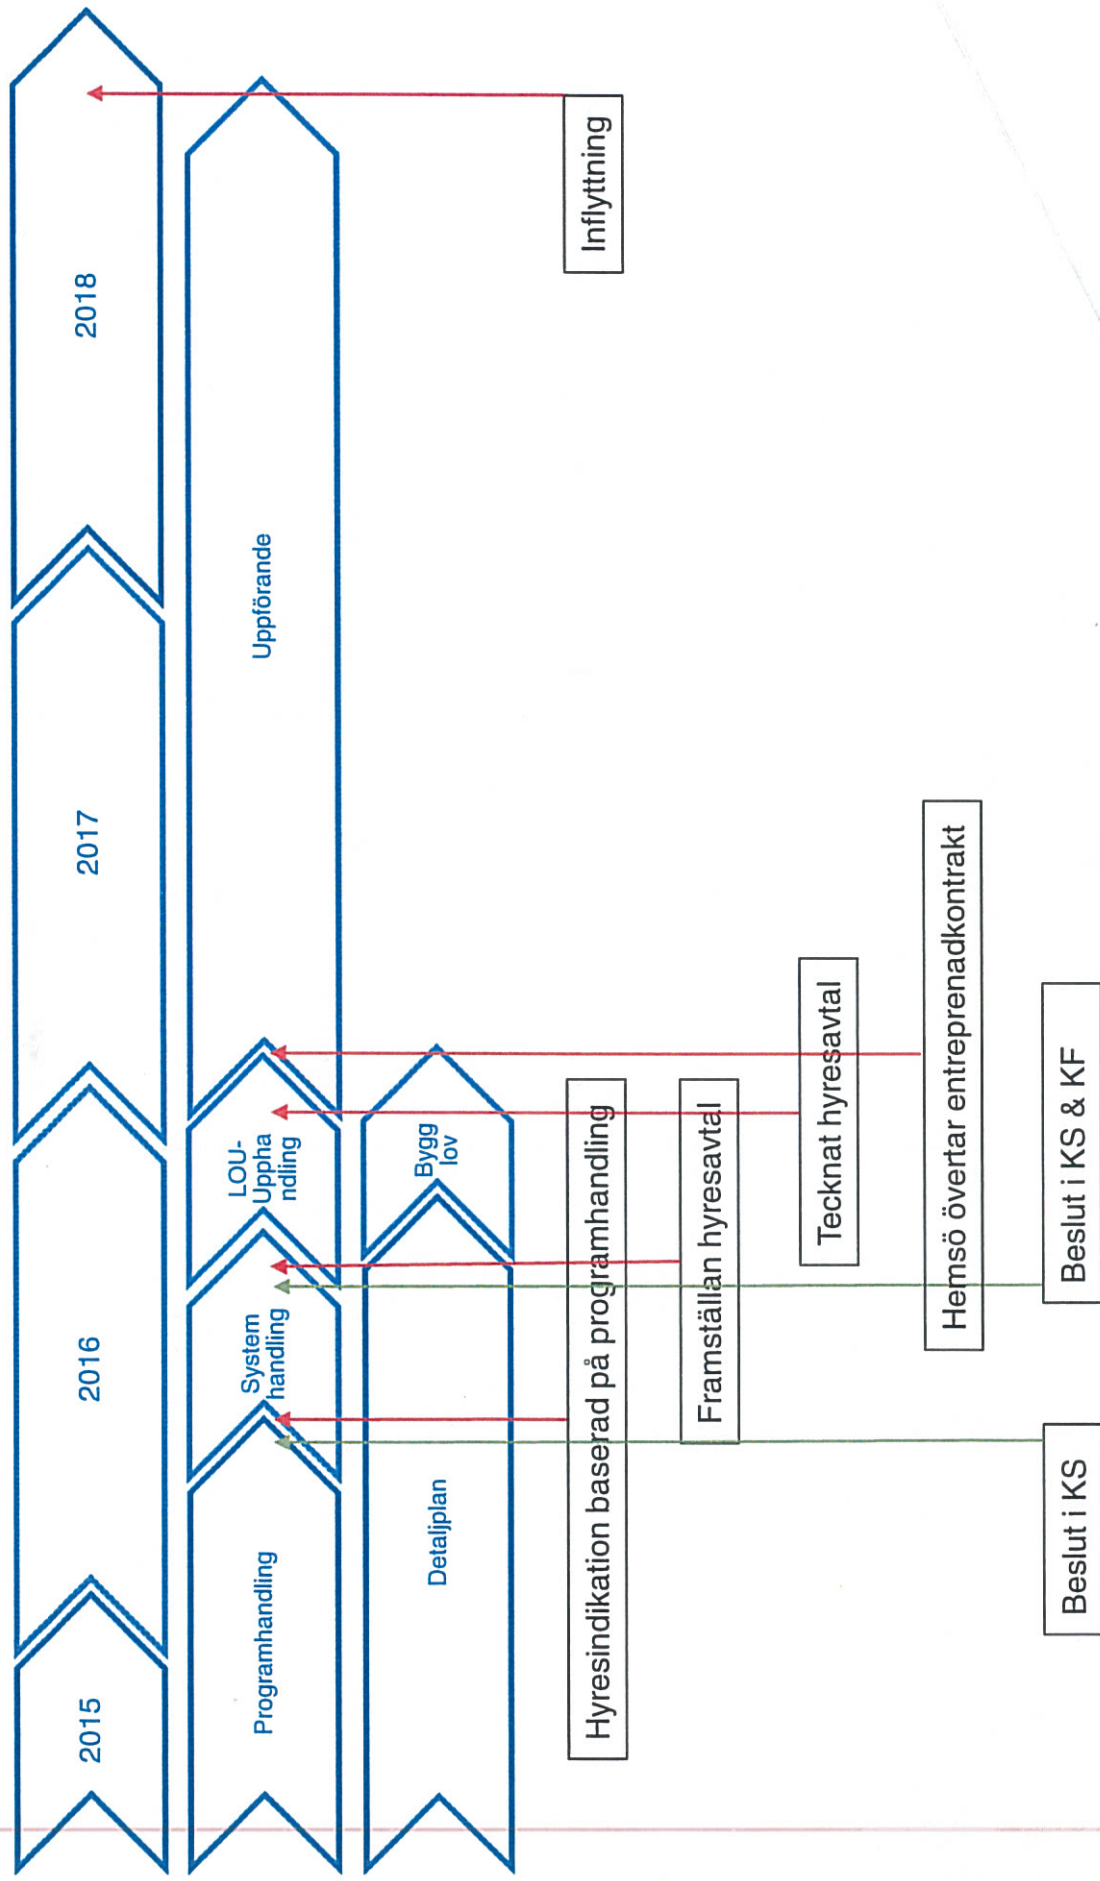 2015
2016
2017
2018
Programhandling
System
handling
LOU-
Uppha
ndling
Uppförande
Detaljplan
Bygg
lov
Hyresindikation baserad på programhandling
Inflyttning
Framställan hyresavtal
Tecknat hyresavtal
Hemsö övertar entreprenadkontrakt
Beslut i KS
Beslut i KS & KF